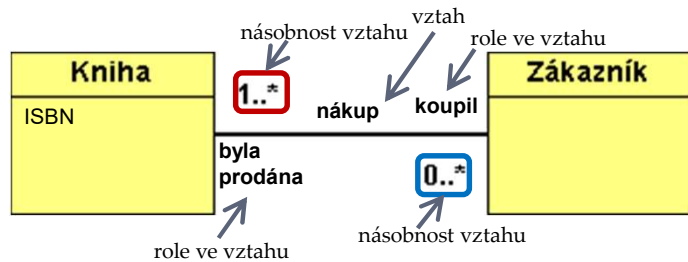 vztah
násobnost vztahu
role ve vztahu
Kniha
1..*
nákup
koupil
Zákazník
ISBN
byla
prodána
0..*
role ve vztahu
násobnost vztahu